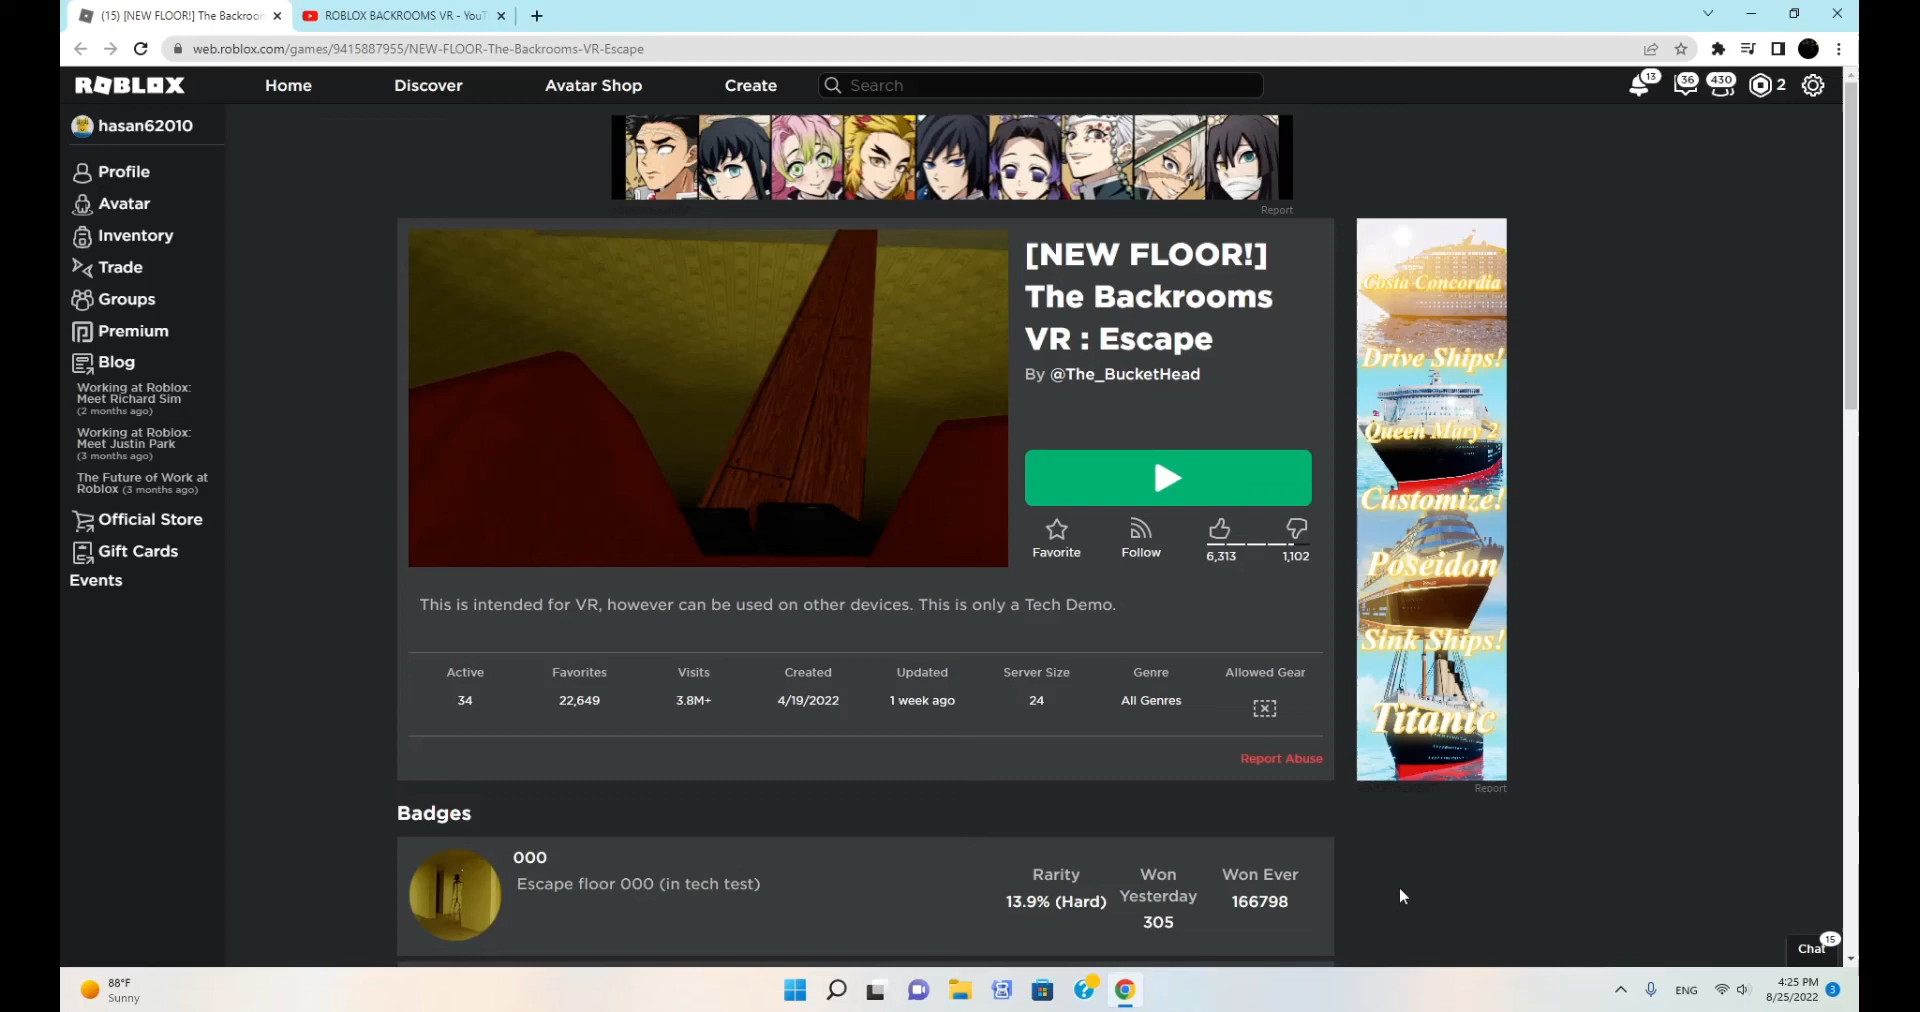 (15) [NEW FLOOR!] The Backroom
ROBLOX BACKROOMS VR - YouT
web.roblox.com/games/9415887955/NEW-FLOOR-The-Backrooms-VR-Escape
ROBLOX
Home
Discover
Avatar Shop
Create
Search
13
36
430
2
hasan62010
Profile
Avatar
Inventory
Trade
Groups
Premium
Blog
Working at Roblox:
Meet Richard Sim
(2 months ago)
Working at Roblox:
Meet Justin Park
(3 months ago)
The Future of Work at
Roblox (3 months ago)
Official Store
Gift Cards
Events
Report
[NEW FLOOR!]
The Backrooms
VR : Escape
By @The_BucketHead
Favorite
Follow
6,313
1,102
This is intended for VR, however can be used on other devices. This is only a Tech Demo.
Active
34
Favorites
22,649
Visits
3.8M+
Created
4/19/2022
Updated
1 week ago
Server Size
24
Genre
All Genres
Allowed Gear
Report Abuse
Costa Concordia
Drive Ships!
Queen Mary 2
Customize!
Poseidon
Sink Ships!
Titanic
Report
Badges
000
Escape floor 000 (in tech test)
Rarity
13.9% (Hard)
Won
Yesterday
305
Won Ever
166798
Chat
15
88°F
Sunny
ENG
4:25 PM
8/25/2022
3